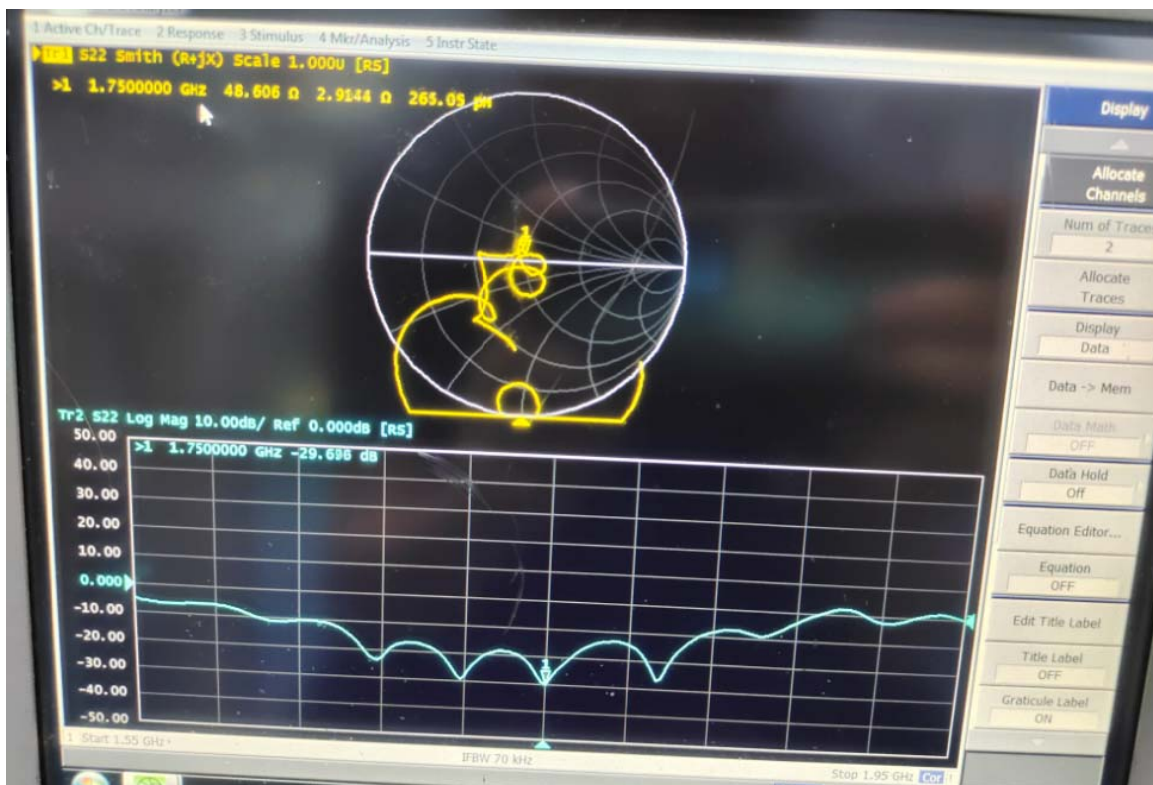 1 Active Ch/Trace 2 Response 3 Stimulus 4 Mkr/Analysis 5 Instr State
Tr1 S22 Smith (R+jX) Scale 1.000U [RS]
>1 1.7500000 GHz 48.606 Ω 2.9144 Ω 265.05 pH
1
Tr2 S22 Log Mag 10.00dB/ Ref 0.000dB [RS]
50.00
>1 1.7500000 GHz -29.696 dB
40.00
30.00
20.00
10.00
0.000
-10.00
-20.00
-30.00
-40.00
-50.00
1
1 Start 1.55 GHz
IFBW 70 kHz
Stop 1.95 GHz Cor
Display
Allocate
Channels
Num of Traces
2
Allocate
Traces
Display
Data
Data -> Mem
Data Math
OFF
Data Hold
Off
Equation Editor...
Equation
OFF
Edit Title Label
Title Label
OFF
Graticule Label
ON